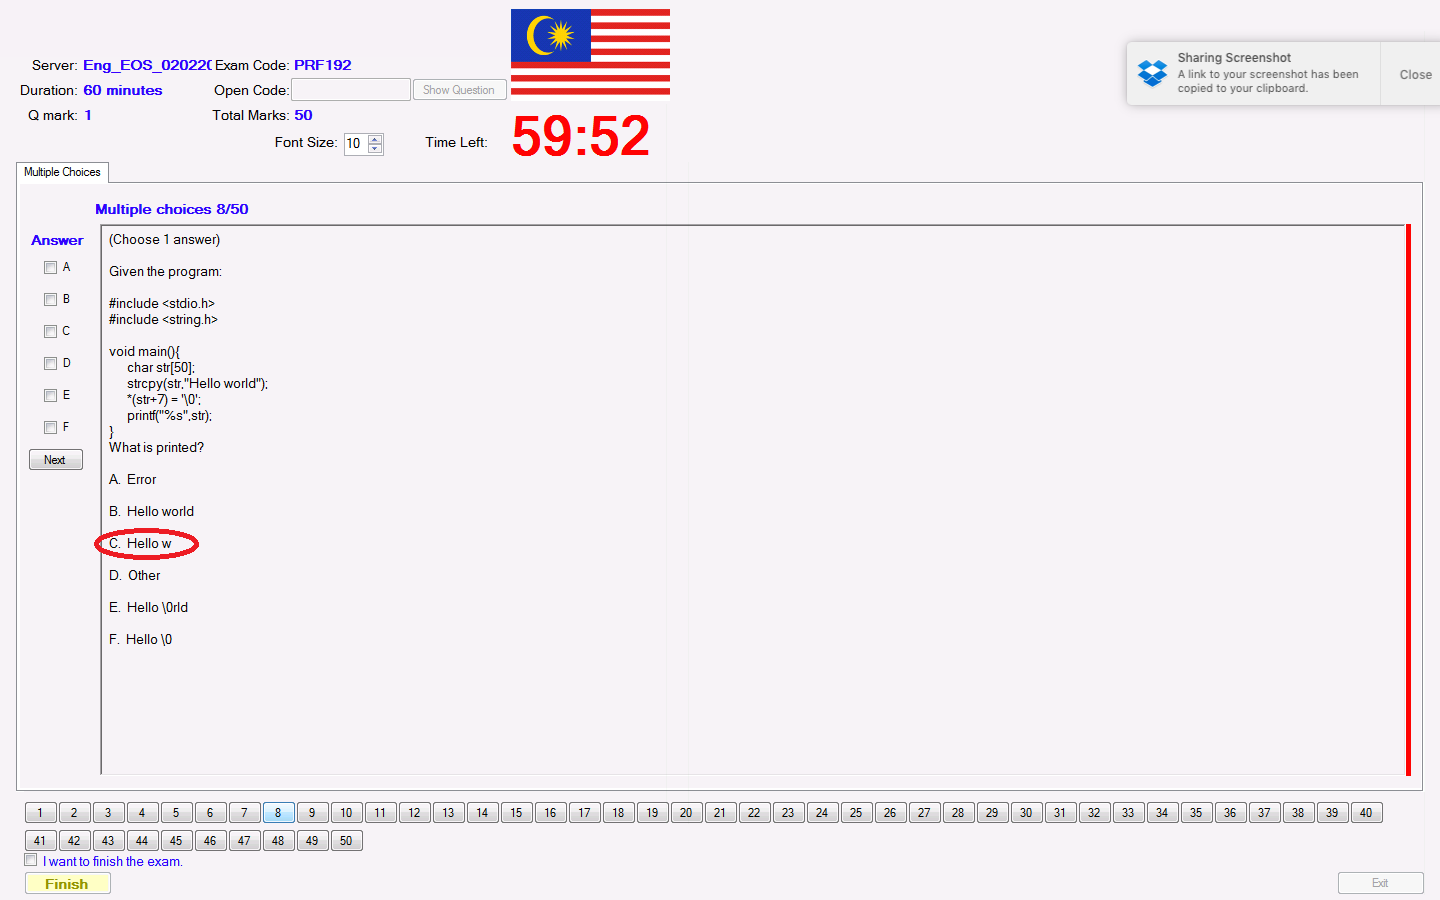 Server: Eng_EOS_020220 Exam Code: PRF192
Duration: 60 minutes Open Code: Show Question
Q mark: 1 Total Marks: 50
Font Size: 10 Time Left: 59:52
Sharing Screenshot
A link to your screenshot has been
copied to your clipboard.
Close
Multiple Choices
Multiple choices 8/50
Answer
A
B
C
D
E
F
Next
(Choose 1 answer)
Given the program:
#include <stdio.h>
#include <string.h>
void main(){
char str[50];
strcpy(str,"Hello world");
*(str+7) = '\0';
printf("%s",str);
}
What is printed?
A. Error
B. Hello world
C. Hello w
D. Other
E. Hello \0rld
F. Hello \0
1 2 3 4 5 6 7 8 9 10 11 12 13 14 15 16 17 18 19 20 21 22 23 24 25 26 27 28 29 30 31 32 33 34 35 36 37 38 39 40
41 42 43 44 45 46 47 48 49 50
I want to finish the exam.
Finish
Exit